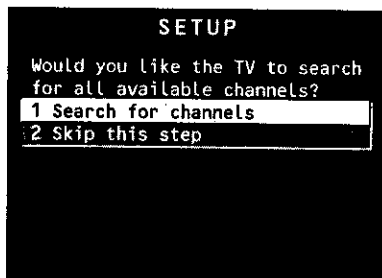 SETUP
Would you like the TV to search
for all available channels?
1 Search for channels
2 Skip this step